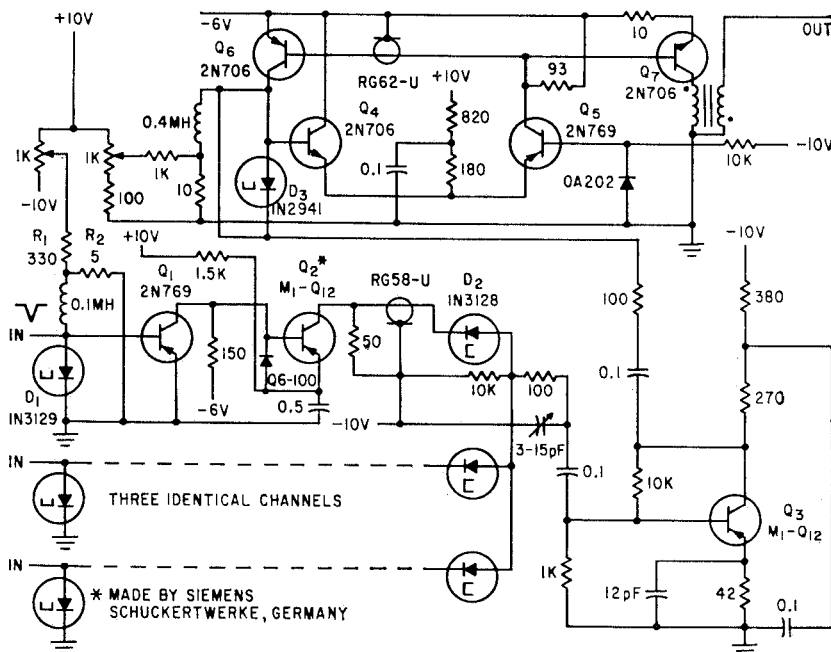 +10V
-6V
10
OUT
Q6
2N706
RG62-U
93
Q7
2N706
+10V
0.4MH
Q4
2N706
820
Q5
2N769
1K
1K
1K
0.1
180
-10V
10K
-10V
100
10
D3
1N2941
OA202
R1
330
R2
5
+10V
1.5K
Q1
2N769
Q2*
M1-Q12
RG58-U
D2
1N3128
-10V
100
380
0.1MH
IN
150
Q6-100
50
10K
100
0.1
270
D1
1N3129
-6V
0.5
-10V
3-15pF
IN
THREE IDENTICAL CHANNELS
0.1
10K
Q3
M1-Q12
IN
* MADE BY SIEMENS
SCHUCKERTWERKE, GERMANY
1K
12pF
42
0.1